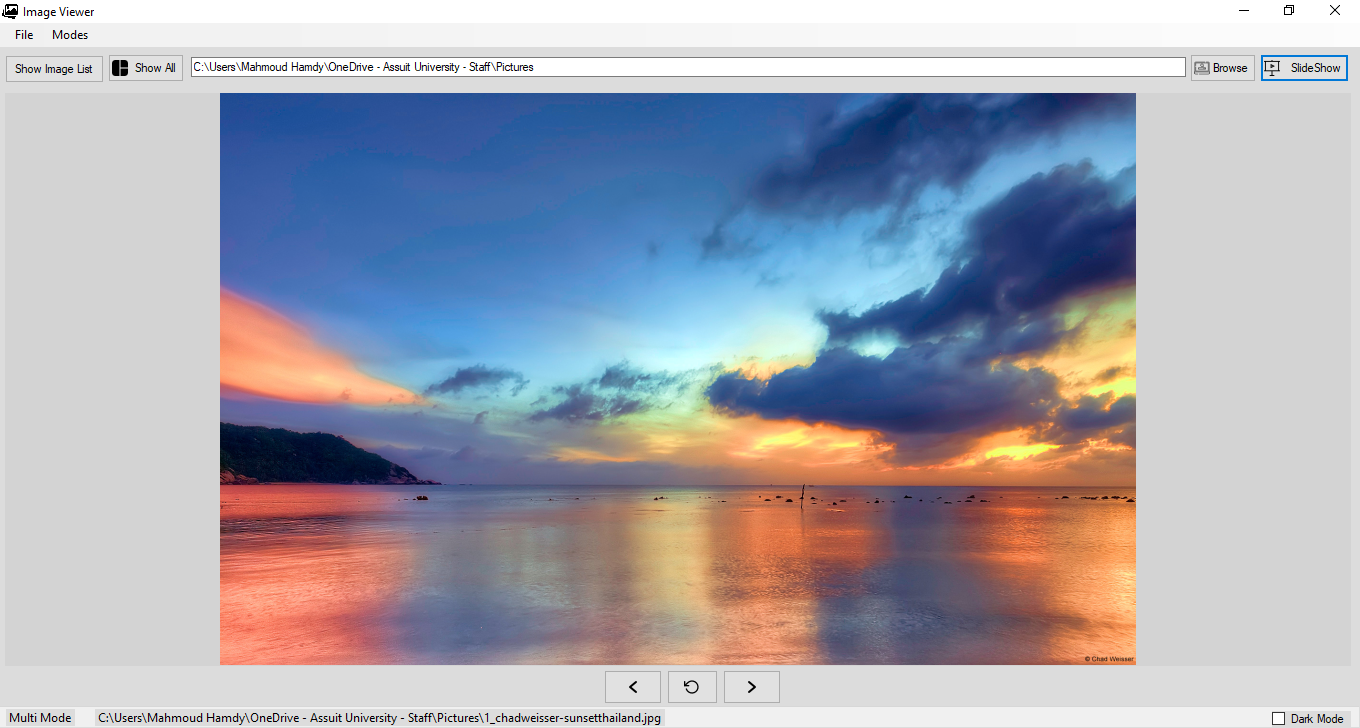 Image Viewer
File Modes
Show Image List Show All C:\Users\Mahmoud Hamdy\OneDrive - Assuit University - Staff\Pictures Browse SlideShow
© Chad Weisser
Multi Mode C:\Users\Mahmoud Hamdy\OneDrive - Assuit University - Staff\Pictures\1_chadweisser-sunsetthailand.jpg Dark Mode